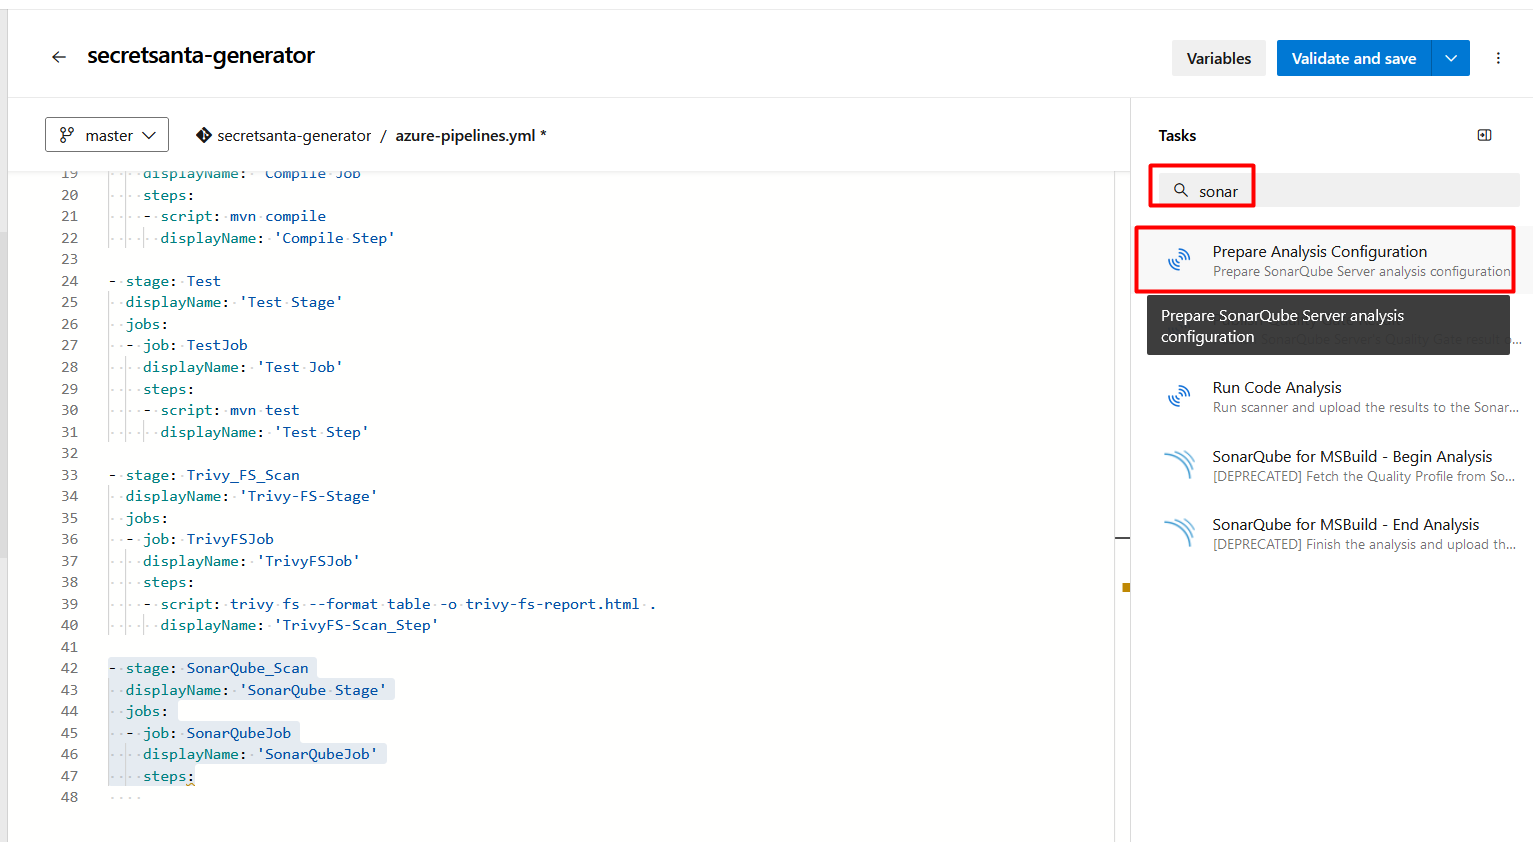 secretsanta-generator
Variables
Validate and save
master
secretsanta-generator / azure-pipelines.yml *
19 displayName: 'Compile Job
20 steps:
21 - script: mvn compile
22 displayName: 'Compile Step'
23
24 - stage: Test
25 displayName: 'Test Stage'
26 jobs:
27 - job: TestJob
28 displayName: 'Test Job'
29 steps:
30 - script: mvn test
31 displayName: 'Test Step'
32
33 - stage: Trivy_FS_Scan
34 displayName: 'Trivy-FS-Stage'
35 jobs:
36 - job: TrivyFSJob
37 displayName: 'TrivyFSJob'
38 steps:
39 - script: trivy fs --format table -o trivy-fs-report.html .
40 displayName: 'TrivyFS-Scan_Step'
41
42 - stage: SonarQube_Scan
43 displayName: 'SonarQube Stage'
44 jobs:
45 - job: SonarQubeJob
46 displayName: 'SonarQubeJob'
47 steps:
48
Tasks
sonar
Prepare Analysis Configuration
Prepare SonarQube Server analysis configuration
Prepare SonarQube Server analysis
configuration
Run Code Analysis
Run scanner and upload the results to the Sonar...
SonarQube for MSBuild - Begin Analysis
[DEPRECATED] Fetch the Quality Profile from So...
SonarQube for MSBuild - End Analysis
[DEPRECATED] Finish the analysis and upload th...